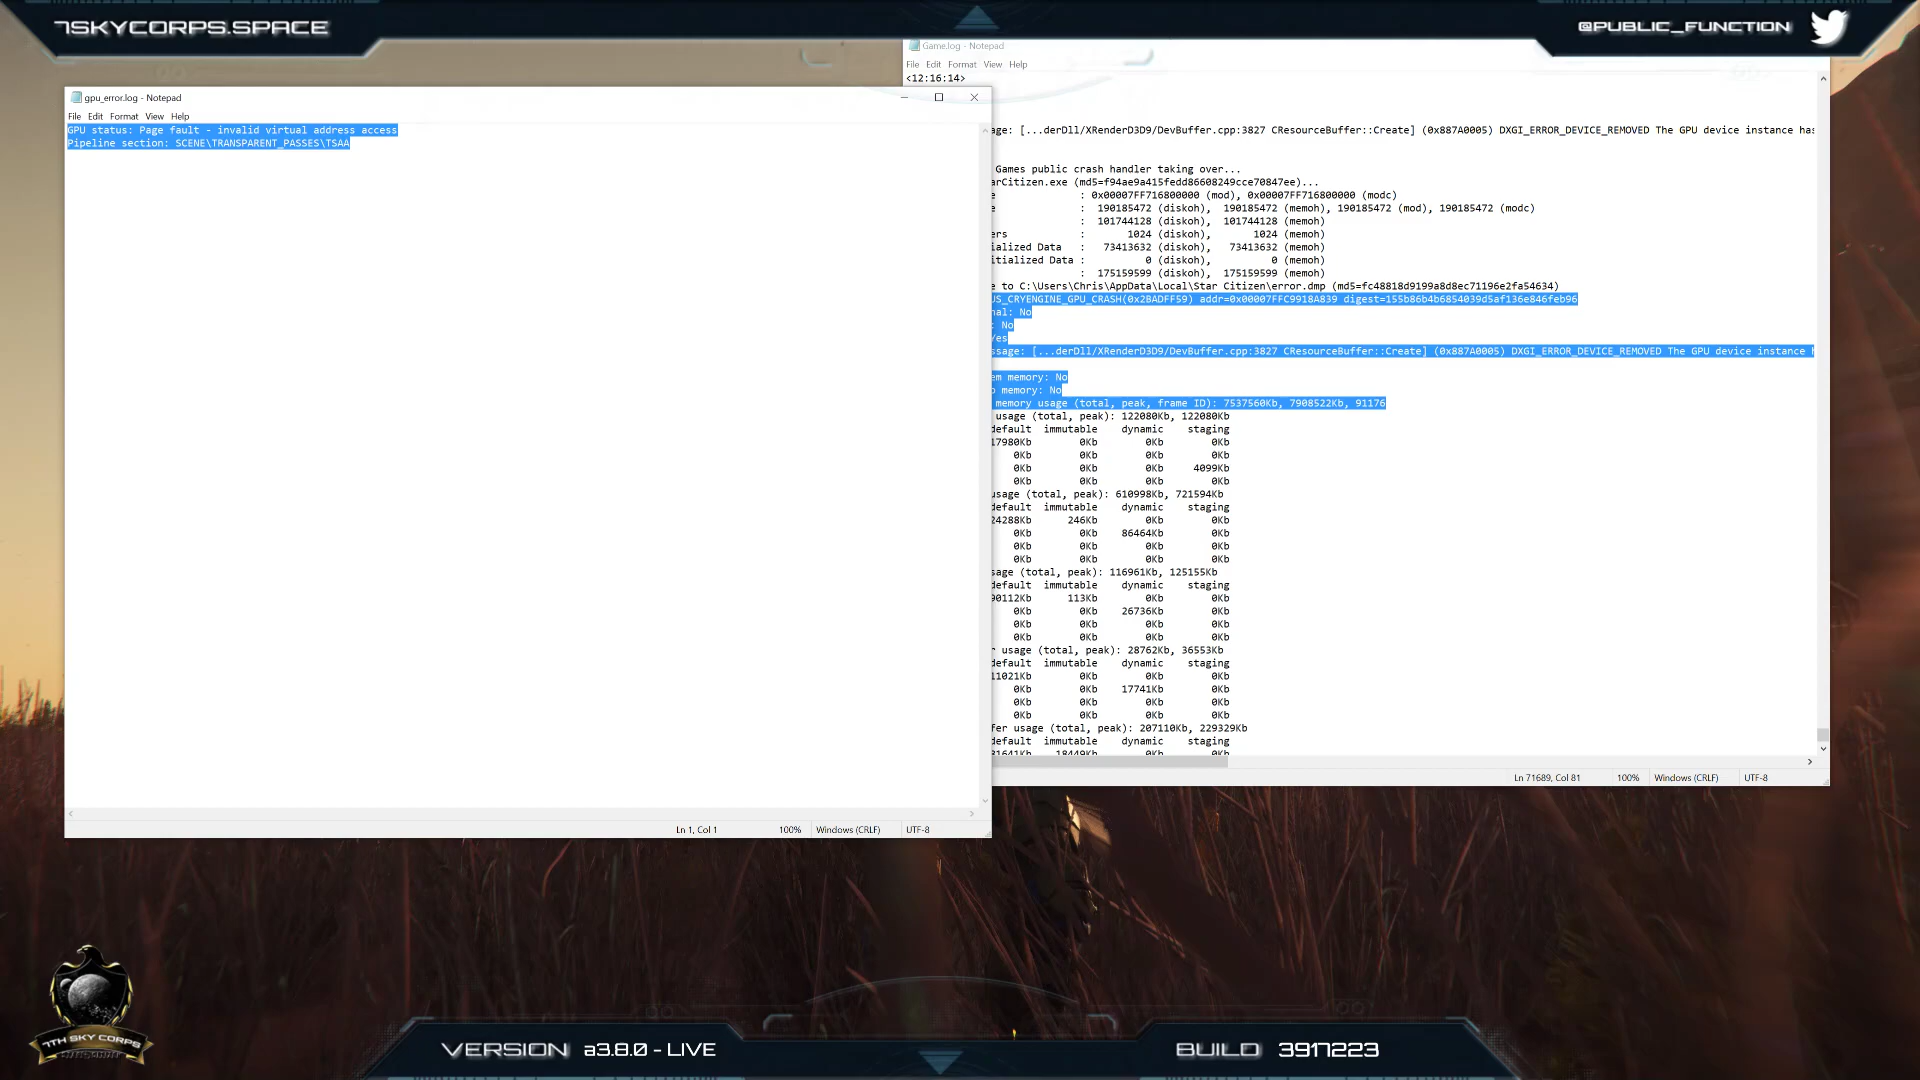 7SKYCORPS.SPACE
@PUBLIC_FUNCTION
Game.log - Notepad
File Edit Format View Help
<12:16:14>
gpu_error.log - Notepad
File Edit Format View Help
GPU status: Page fault - invalid virtual address access
Pipeline section: SCENE\TRANSPARENT_PASSES\TSAA
age: [...derDll/XRenderD3D9/DevBuffer.cpp:3827 CResourceBuffer::Create] (0x887A0005) DXGI_ERROR_DEVICE_REMOVED The GPU device instance has
Games public crash handler taking over...
arCitizen.exe (md5=f94ae9a415fedd86608249cce70847ee)...
e : 0x00007FF716800000 (mod), 0x00007FF716800000 (modc)
: 190185472 (diskoh), 190185472 (memoh), 190185472 (mod), 190185472 (modc)
: 101744128 (diskoh), 101744128 (memoh)
ers : 1024 (diskoh), 1024 (memoh)
ialized Data : 73413632 (diskoh), 73413632 (memoh)
itialized Data : 0 (diskoh), 0 (memoh)
: 175159599 (diskoh), 175159599 (memoh)
e to C:\Users\Chris\AppData\Local\Star Citizen\error.dmp (md5=fc48818d9199a8d8ec71196e2fa54634)
US_CRYENGINE_GPU_CRASH(0x2BADFF59) addr=0x00007FFC9918A839 digest=155b86b4b6854039d5af136e846feb96
nal: No
: No
Yes
ssage: [...derDll/XRenderD3D9/DevBuffer.cpp:3827 CResourceBuffer::Create] (0x887A0005) DXGI_ERROR_DEVICE_REMOVED The GPU device instance h
em memory: No
o memory: No
memory usage (total, peak, frame ID): 7537560Kb, 7908522Kb, 91176
usage (total, peak): 122080Kb, 122080Kb
default immutable dynamic staging
17980Kb 0Kb 0Kb 0Kb
0Kb 0Kb 0Kb 0Kb
0Kb 0Kb 0Kb 4099Kb
0Kb 0Kb 0Kb 0Kb
usage (total, peak): 610998Kb, 721594Kb
default immutable dynamic staging
24288Kb 246Kb 0Kb 0Kb
0Kb 0Kb 86464Kb 0Kb
0Kb 0Kb 0Kb 0Kb
0Kb 0Kb 0Kb 0Kb
sage (total, peak): 116961Kb, 125155Kb
default immutable dynamic staging
90112Kb 113Kb 0Kb 0Kb
0Kb 0Kb 26736Kb 0Kb
0Kb 0Kb 0Kb 0Kb
0Kb 0Kb 0Kb 0Kb
r usage (total, peak): 28762Kb, 36553Kb
default immutable dynamic staging
11021Kb 0Kb 0Kb 0Kb
0Kb 0Kb 17741Kb 0Kb
0Kb 0Kb 0Kb 0Kb
0Kb 0Kb 0Kb 0Kb
fer usage (total, peak): 207110Kb, 229329Kb
default immutable dynamic staging
81641Kb 18449Kb 0Kb 0Kb
Ln 71689, Col 81 100% Windows (CRLF) UTF-8
Ln 1, Col 1 100% Windows (CRLF) UTF-8
7TH SKY CORPS
VERSION a3.8.0 - LIVE
BUILD 3917223